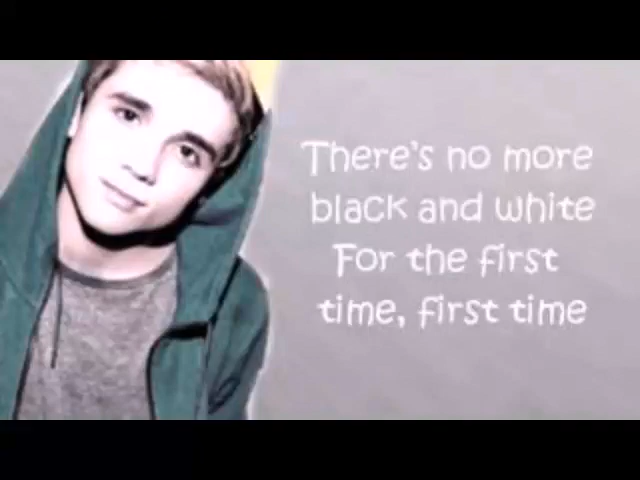 There's no more
black and white
For the first
time, first time